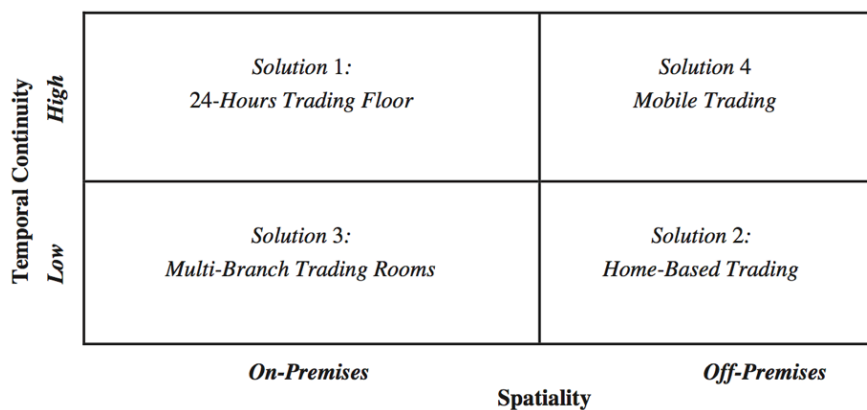 Temporal Continuity
High
Low
Solution 1:
24-Hours Trading Floor
Solution 4
Mobile Trading
Solution 3:
Multi-Branch Trading Rooms
Solution 2:
Home-Based Trading
On-Premises
Off-Premises
Spatiality